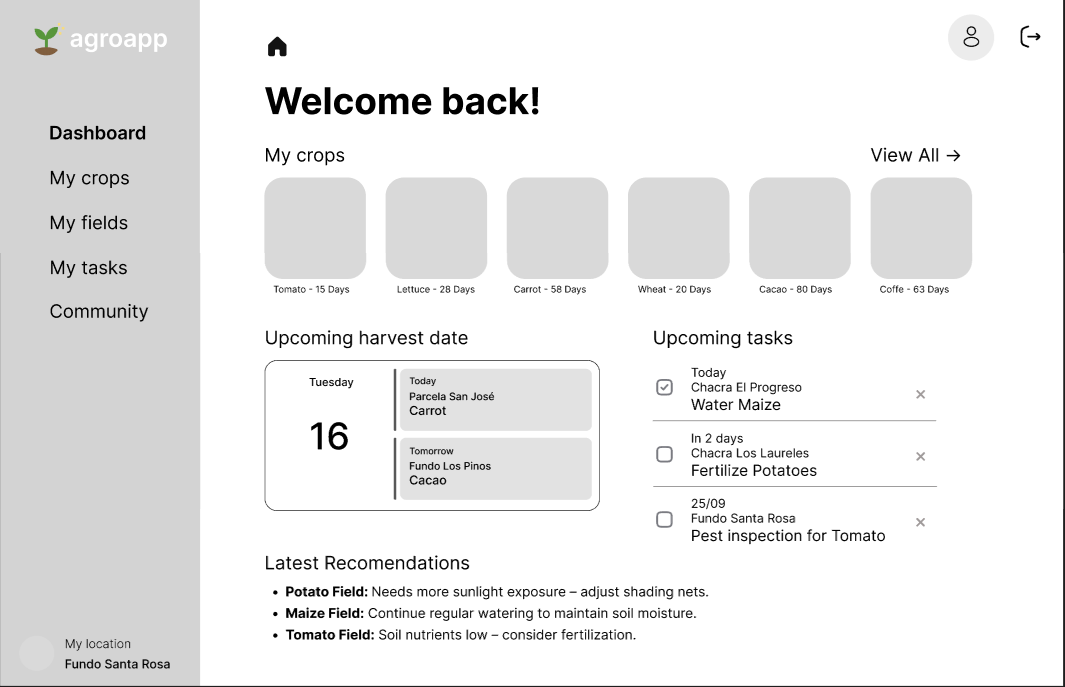 agroapp
Dashboard
My crops
My fields
My tasks
Community
My location
Fundo Santa Rosa
Welcome back!
My crops
View All →
Tomato - 15 Days
Lettuce - 28 Days
Carrot - 58 Days
Wheat - 20 Days
Cacao - 80 Days
Coffe - 63 Days
Upcoming harvest date
Tuesday
16
Today
Parcela San José
Carrot
Tomorrow
Fundo Los Pinos
Cacao
Upcoming tasks
Today
Chacra El Progreso
Water Maize
In 2 days
Chacra Los Laureles
Fertilize Potatoes
25/09
Fundo Santa Rosa
Pest inspection for Tomato
Latest Recomendations
• Potato Field: Needs more sunlight exposure – adjust shading nets.
• Maize Field: Continue regular watering to maintain soil moisture.
• Tomato Field: Soil nutrients low – consider fertilization.